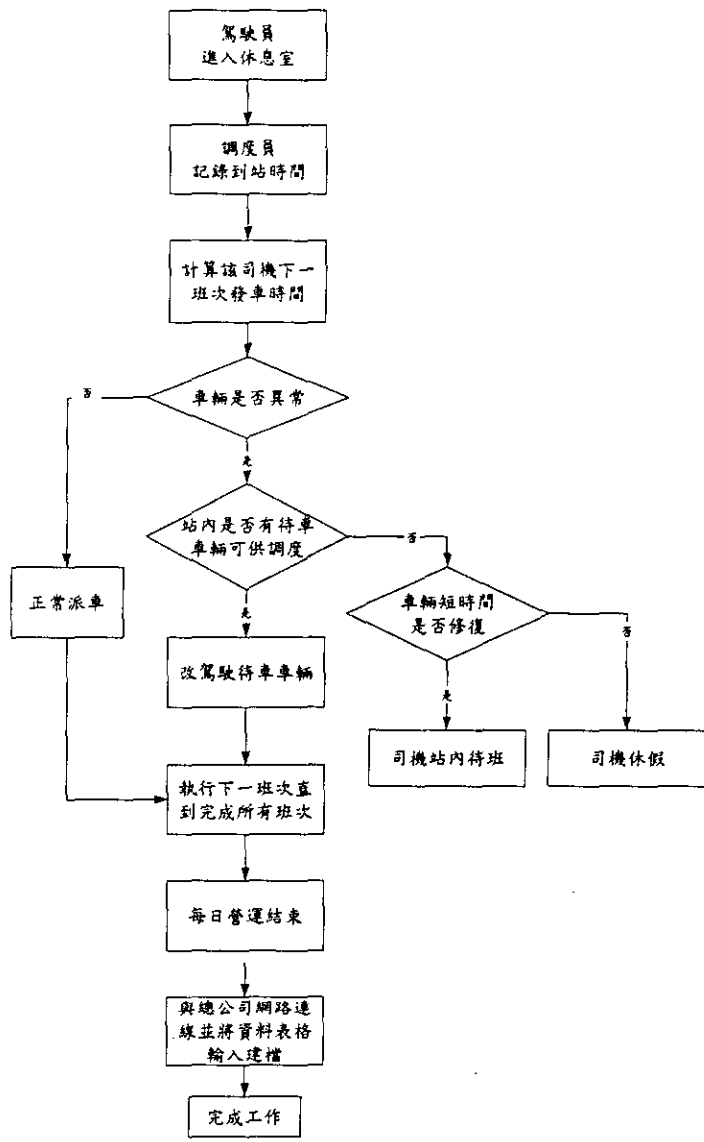 駕駛員
進入休息室
調度員
記錄到站時間
計算該司機下一
班次發車時間
車輛是否異常
否
是
站內是否有待車
車輛可供調度
否
正常派車
車輛短時間
是否修復
是
否
改駕駛待車車輛
是
司機站內待班
司機休假
執行下一班次直
到完成所有班次
每日營運結束
與總公司網路連
線並將資料表格
輸入建檔
完成工作